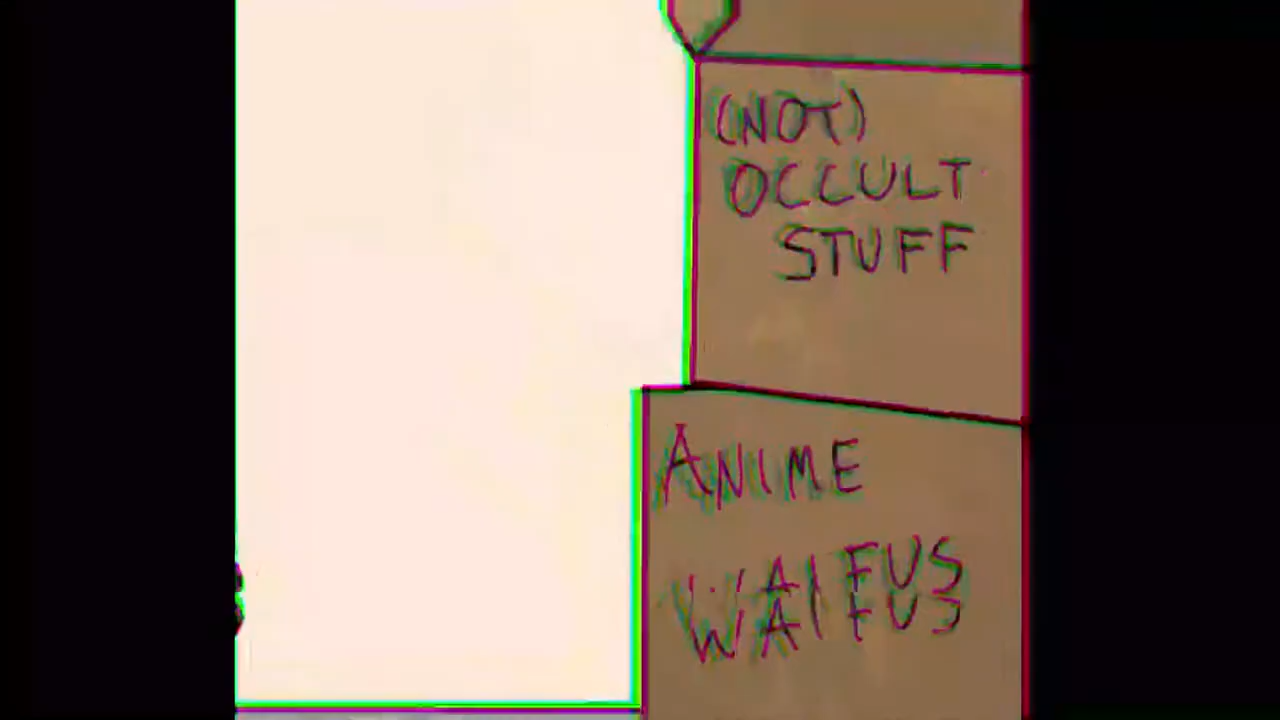 (NOT)
OCCULT
STUFF
ANIME
WAIFUS